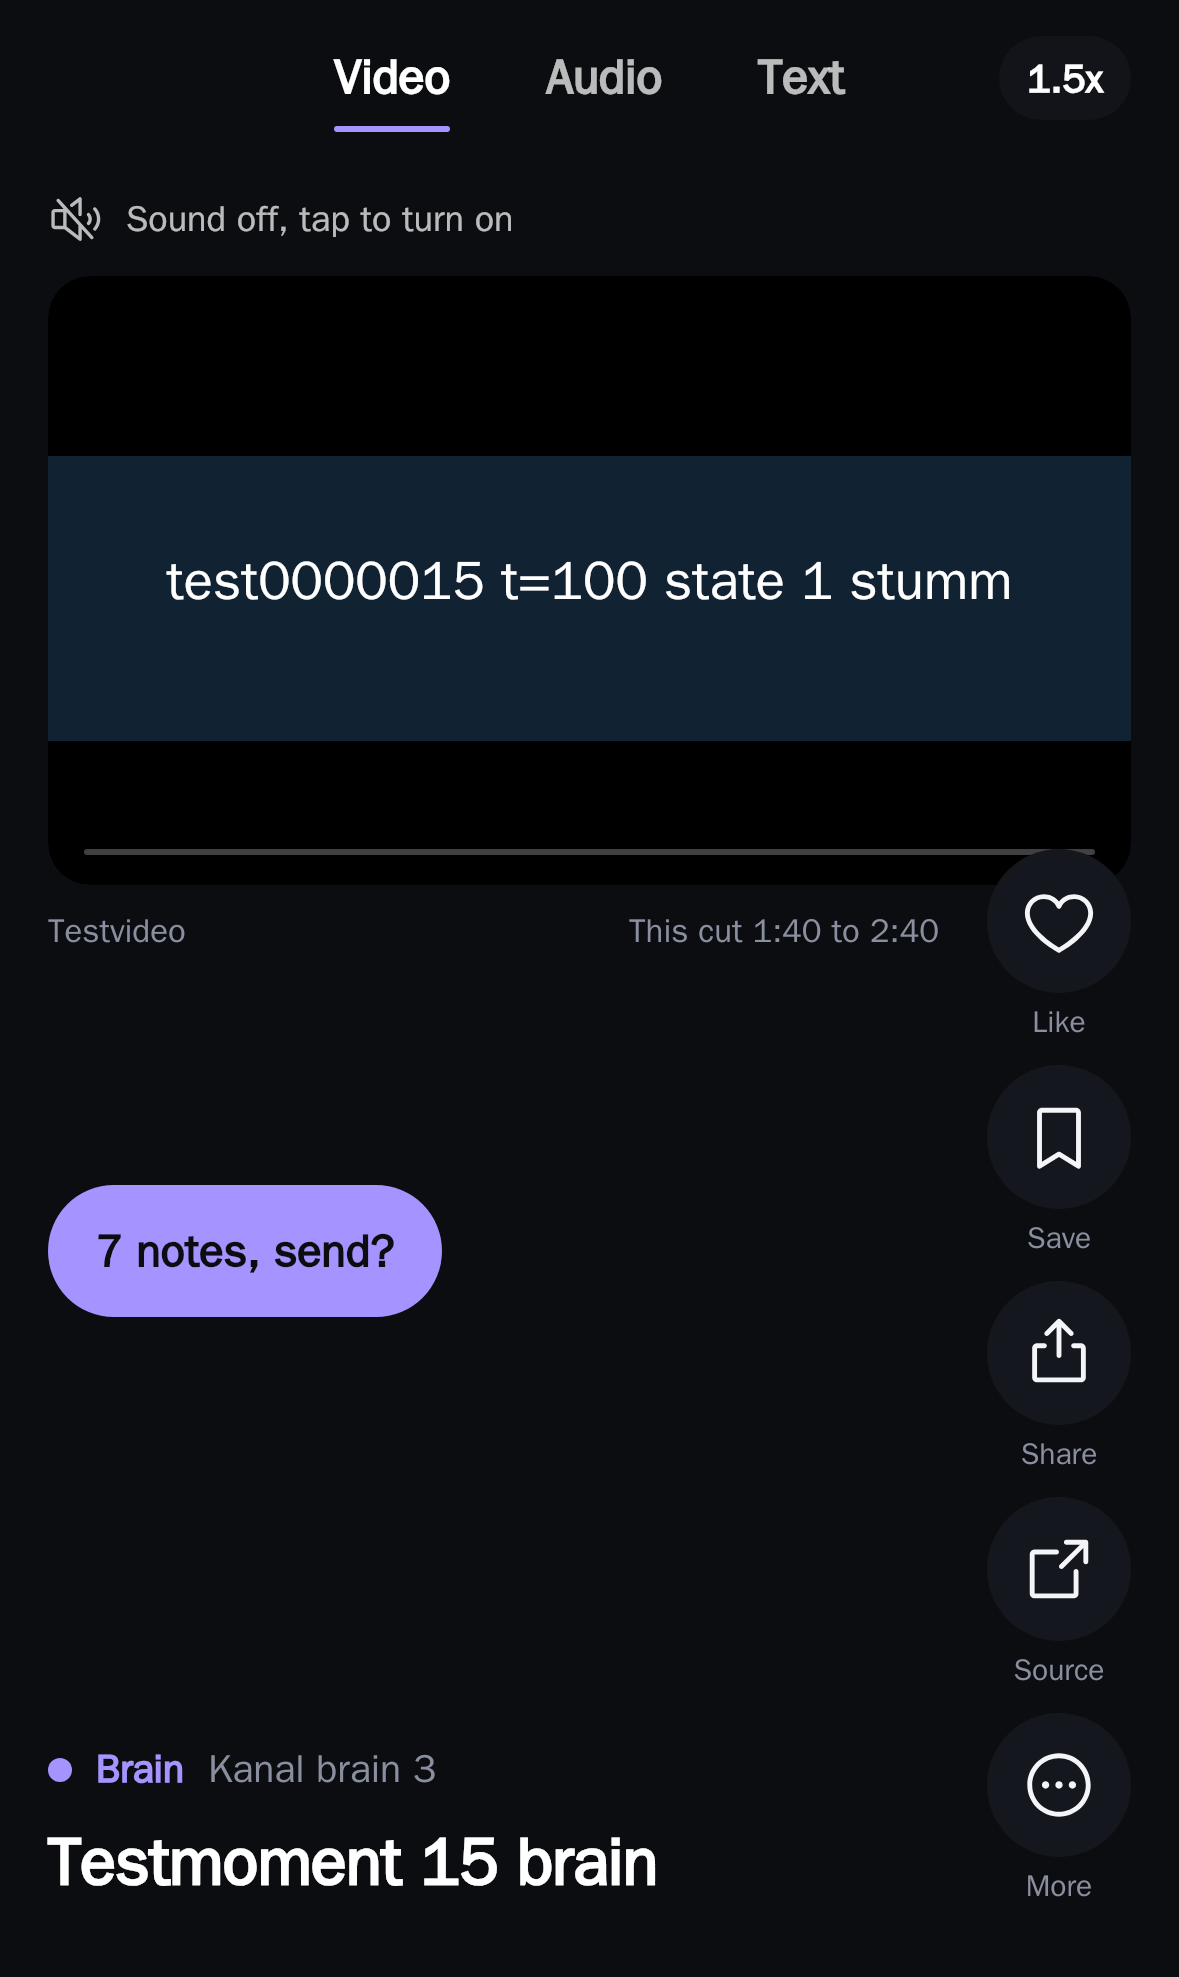 Video Audio Text 1.5x
Sound off, tap to turn on
test0000015 t=100 state 1 stumm
Testvideo This cut 1:40 to 2:40
Like
Save
7 notes, send?
Share
Source
Brain Kanal brain 3
Testmoment 15 brain
More